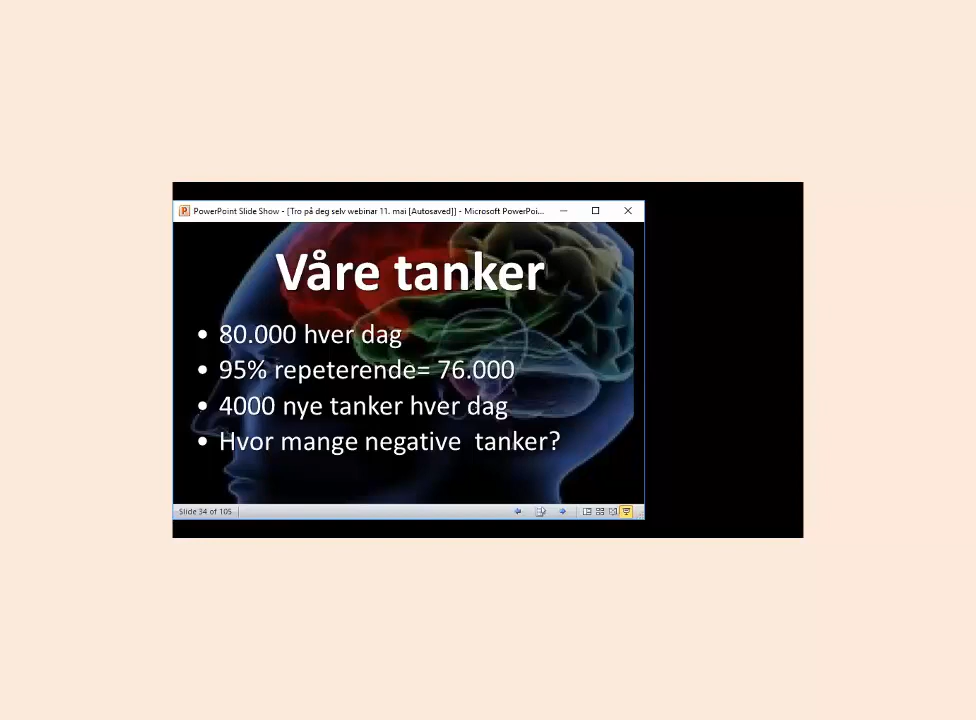 PowerPoint Slide Show - [Tro på deg selv webinar 11. mai [Autosaved]] - Microsoft PowerPoi...
Våre tanker
• 80.000 hver dag
• 95% repeterende= 76.000
• 4000 nye tanker hver dag
• Hvor mange negative  tanker?
Slide 34 of 105